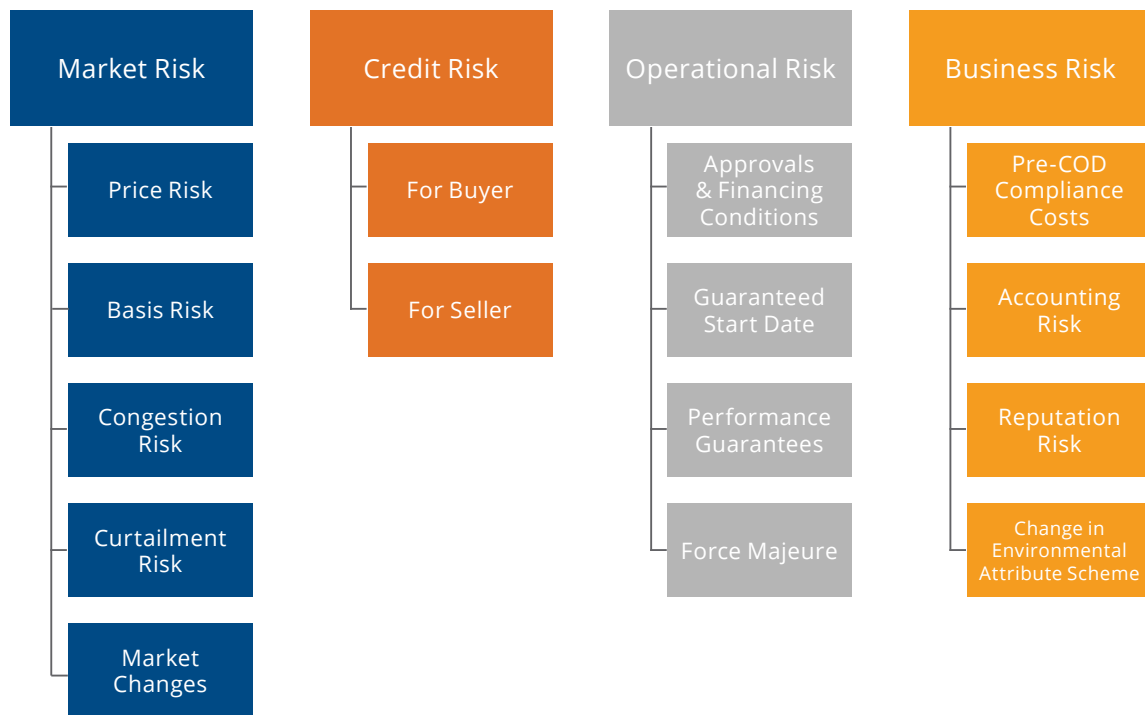 Market Risk
Price Risk
Basis Risk
Congestion
Risk
Curtailment
Risk
Market
Changes
Credit Risk
For Buyer
For Seller
Operational Risk
Approvals
& Financing
Conditions
Guaranteed
Start Date
Performance
Guarantees
Force Majeure
Business Risk
Pre-COD
Compliance
Costs
Accounting
Risk
Reputation
Risk
Change in
Environmental
Attribute Scheme